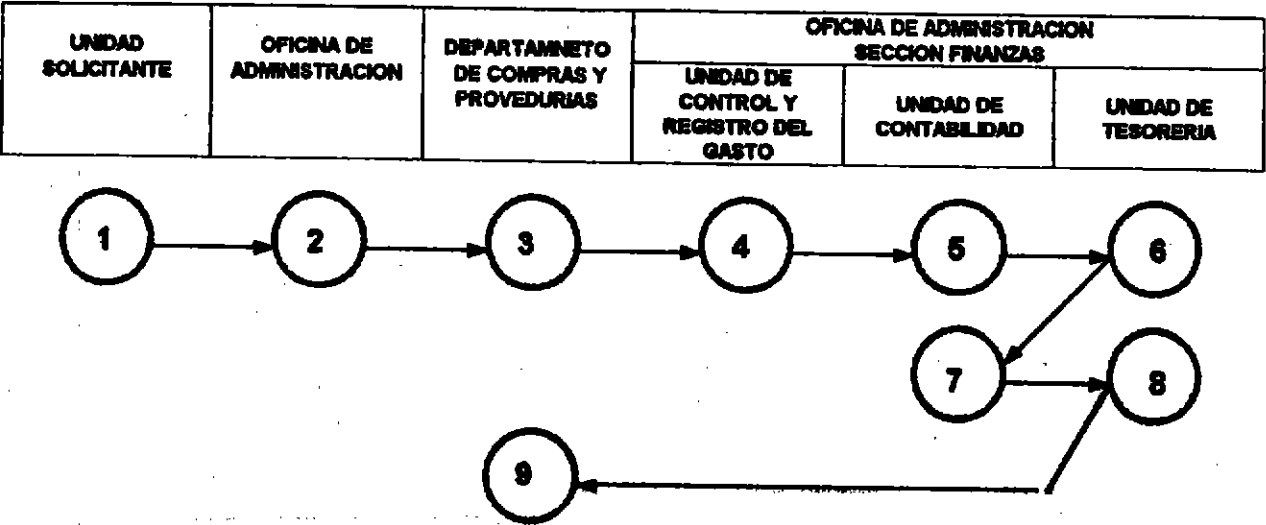 UNIDAD
SOLICITANTE
OFICINA DE
ADMINISTRACION
DEPARTAMNETO
DE COMPRAS Y
PROVEDURIAS
OFICINA DE ADMINISTRACION
SECCION FINANZAS
UNIDAD DE
CONTROL Y
REGISTRO DEL
GASTO
UNIDAD DE
CONTABILIDAD
UNIDAD DE
TESORERIA
1
2
3
4
5
6
7
8
9